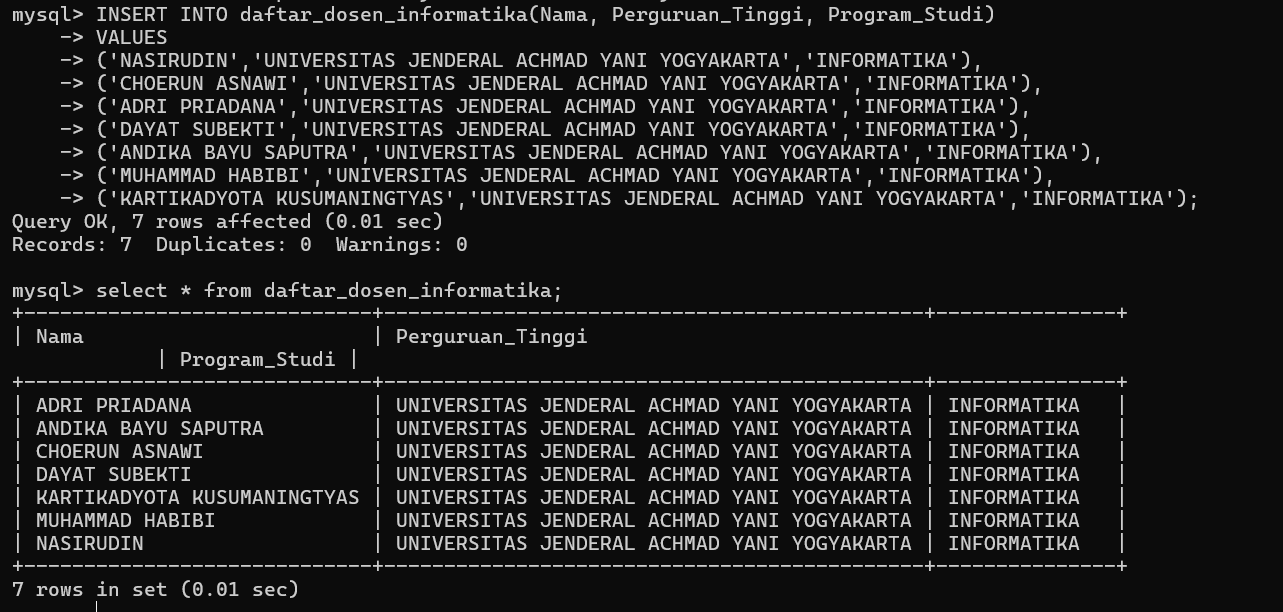 mysql> INSERT INTO daftar_dosen_informatika(Nama, Perguruan_Tinggi, Program_Studi)
    -> VALUES
    -> ('NASIRUDIN','UNIVERSITAS JENDERAL ACHMAD YANI YOGYAKARTA','INFORMATIKA'),
    -> ('CHOERUN ASNAWI','UNIVERSITAS JENDERAL ACHMAD YANI YOGYAKARTA','INFORMATIKA'),
    -> ('ADRI PRIADANA','UNIVERSITAS JENDERAL ACHMAD YANI YOGYAKARTA','INFORMATIKA'),
    -> ('DAYAT SUBEKTI','UNIVERSITAS JENDERAL ACHMAD YANI YOGYAKARTA','INFORMATIKA'),
    -> ('ANDIKA BAYU SAPUTRA','UNIVERSITAS JENDERAL ACHMAD YANI YOGYAKARTA','INFORMATIKA'),
    -> ('MUHAMMAD HABIBI','UNIVERSITAS JENDERAL ACHMAD YANI YOGYAKARTA','INFORMATIKA'),
    -> ('KARTIKADYOTA KUSUMANINGTYAS','UNIVERSITAS JENDERAL ACHMAD YANI YOGYAKARTA','INFORMATIKA');
Query OK, 7 rows affected (0.01 sec)
Records: 7  Duplicates: 0  Warnings: 0

mysql> select * from daftar_dosen_informatika;
+-----------------------------+---------------------------------------------+---------------+
| Nama                        | Perguruan_Tinggi
            | Program_Studi |
+-----------------------------+---------------------------------------------+---------------+
| ADRI PRIADANA               | UNIVERSITAS JENDERAL ACHMAD YANI YOGYAKARTA | INFORMATIKA   |
| ANDIKA BAYU SAPUTRA         | UNIVERSITAS JENDERAL ACHMAD YANI YOGYAKARTA | INFORMATIKA   |
| CHOERUN ASNAWI              | UNIVERSITAS JENDERAL ACHMAD YANI YOGYAKARTA | INFORMATIKA   |
| DAYAT SUBEKTI               | UNIVERSITAS JENDERAL ACHMAD YANI YOGYAKARTA | INFORMATIKA   |
| KARTIKADYOTA KUSUMANINGTYAS | UNIVERSITAS JENDERAL ACHMAD YANI YOGYAKARTA | INFORMATIKA   |
| MUHAMMAD HABIBI             | UNIVERSITAS JENDERAL ACHMAD YANI YOGYAKARTA | INFORMATIKA   |
| NASIRUDIN                   | UNIVERSITAS JENDERAL ACHMAD YANI YOGYAKARTA | INFORMATIKA   |
+-----------------------------+---------------------------------------------+---------------+
7 rows in set (0.01 sec)